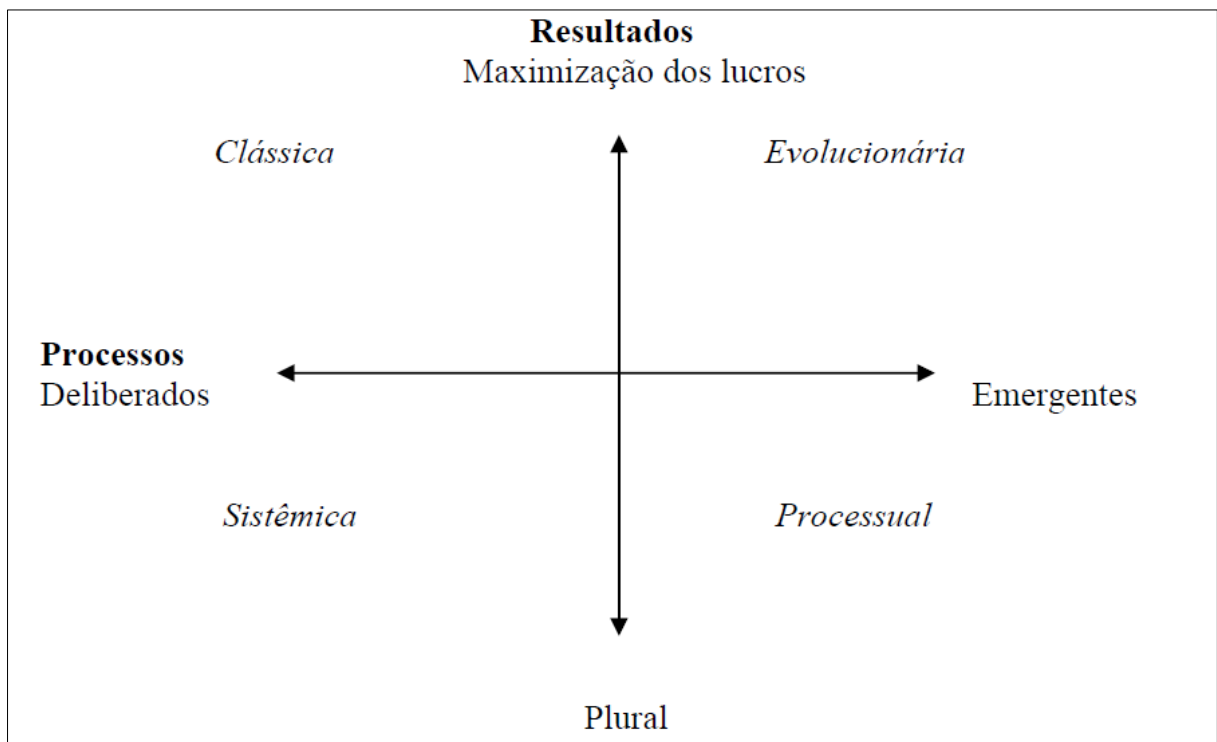 Resultados
Maximização dos lucros
Clássica
Evolucionária
Processos
Deliberados
Emergentes
Sistêmica
Processual
Plural